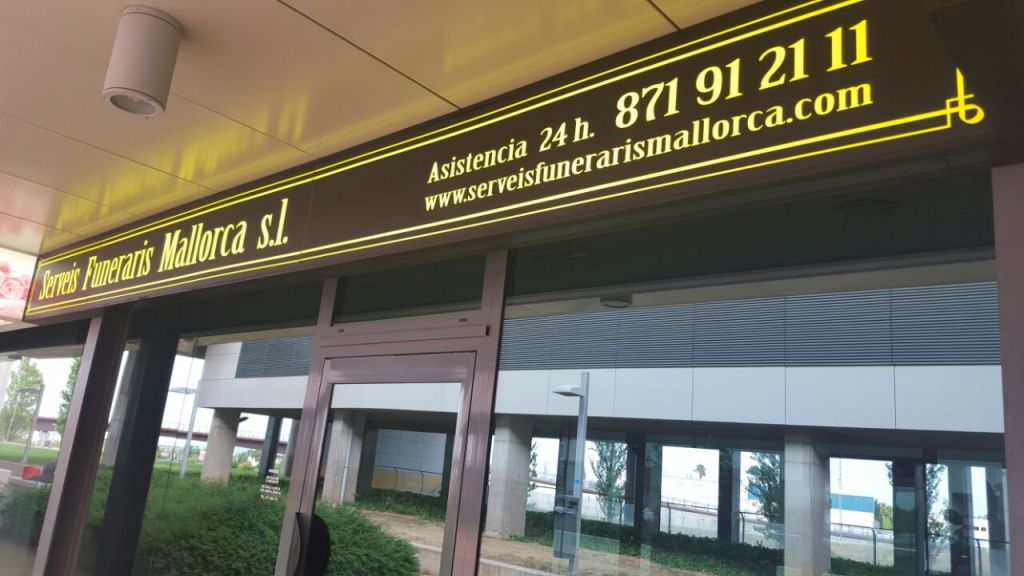 Serveis Funeraris Mallorca s.l.
Asistencia 24 h. 871 91 21 11
www.serveisfunerarismallorca.com